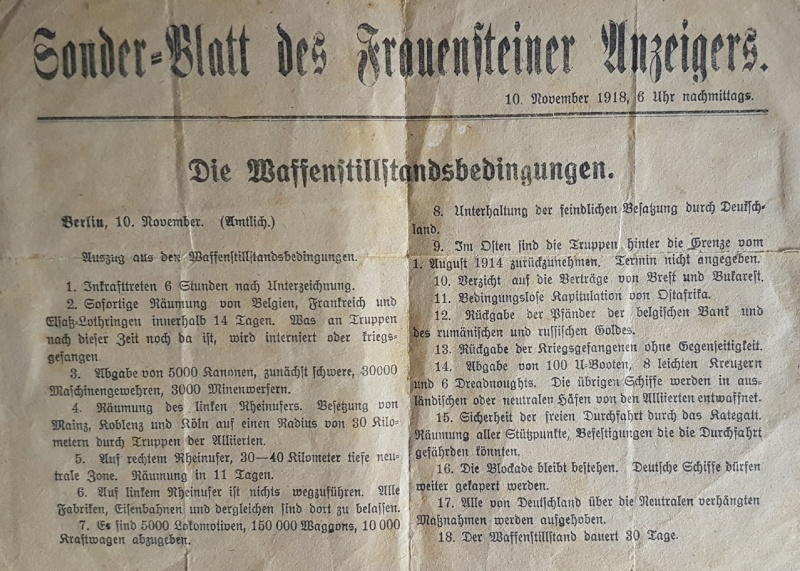 Sonder-Blatt des Frauensteiner Anzeigers.
10. November 1918, 6 Uhr nachmittags.
Die Waffenstillstandsbedingungen.
Berlin, 10. November. (Amtlich.)
Auszug aus den Waffenstillstandsbedingungen.
1. Inkrafttreten 6 Stunden nach Unterzeichnung.
2. Sofortige Räumung von Belgien, Frankreich und
Elsaß-Lothringen innerhalb 14 Tagen. Was an Truppen
nach dieser Zeit noch da ist, wird interniert oder kriegs-
gefangen.
3. Abgabe von 5000 Kanonen, zunächst schwere, 30000
Maschinengewehren, 3000 Minenwerfern.
4. Räumung des linken Rheinufers. Besetzung von
Mainz, Koblenz und Köln auf einen Radius von 30 Kilo-
metern durch Truppen der Alliierten.
5. Auf rechtem Rheinufer, 30—40 Kilometer tiefe neu-
trale Zone. Räumung in 11 Tagen.
6. Auf linkem Rheinufer ist nichts wegzuführen. Alle
Fabriken, Eisenbahnen und dergleichen sind dort zu belassen.
7. Es sind 5000 Lokomotiven, 150 000 Waggons, 10 000
Kraftwagen abzugeben.
8. Unterhaltung der feindlichen Besatzung durch Deutsch-
land.
9. Im Osten sind die Truppen hinter die Grenze vom
1. August 1914 zurückzunehmen. Termin nicht angegeben.
10. Verzicht auf die Verträge von Brest und Bukarest.
11. Bedingungslose Kapitulation von Ostafrika.
12. Rückgabe der Pfänder der belgischen Bank und
des rumänischen und russischen Goldes.
13. Rückgabe der Kriegsgefangenen ohne Gegenseitigkeit.
14. Abgabe von 100 U-Booten, 8 leichten Kreuzern
und 6 Dreadnoughts. Die übrigen Schiffe werden in aus-
ländischen oder neutralen Häfen von den Alliierten entwaffnet.
15. Sicherheit der freien Durchfahrt durch das Kategatt.
Räumung aller Stützpunkte, Befestigungen die die Durchfahrt
gefährden könnten.
16. Die Blockade bleibt bestehen. Deutsche Schiffe dürfen
weiter gekapert werden.
17. Alle von Deutschland über die Neutralen verhängten
Maßnahmen werden aufgehoben.
18. Der Waffenstillstand dauert 30 Tage.